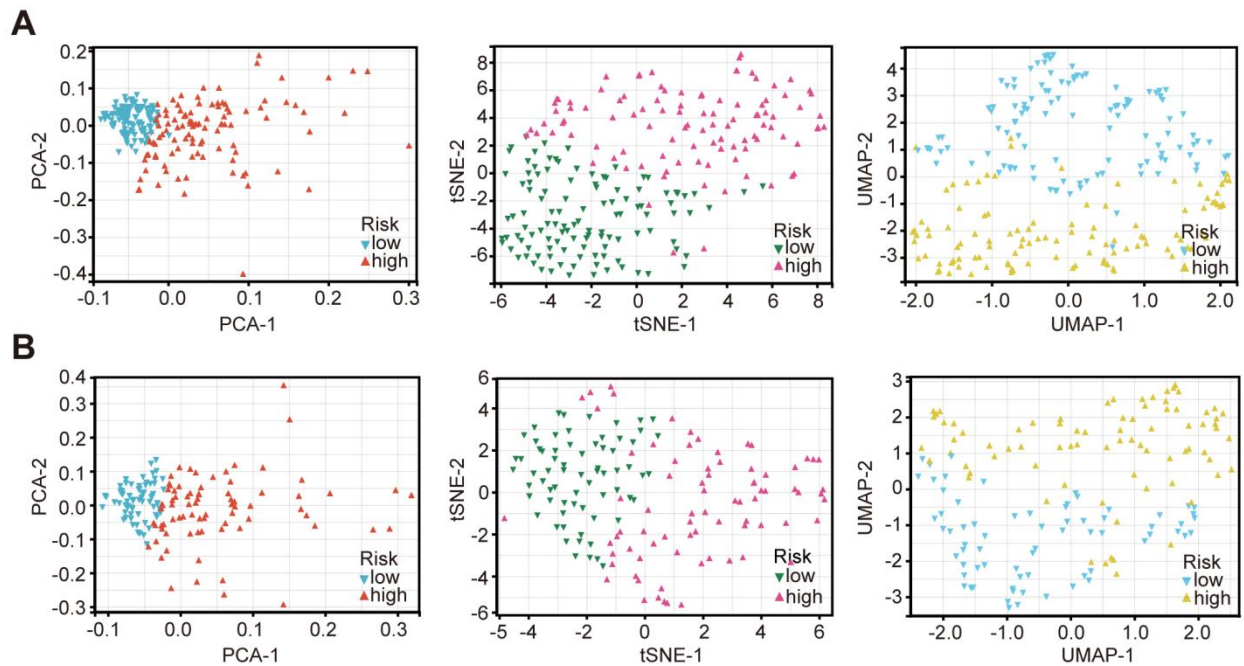 A
PCA-2
0.2
0.1
0.0
-0.1
-0.2
-0.3
-0.4
-0.1
0.0
0.1
0.2
0.3
PCA-1
Risk
low
high
tSNE-2
8
6
4
2
0
-2
-4
-6
-6
-4
-2
0
2
4
6
8
tSNE-1
Risk
low
high
UMAP-2
4
3
2
1
0
-1
-2
-3
-2.0
-1.0
0.0
1.0
2.0
UMAP-1
Risk
low
high
B
PCA-2
0.4
0.3
0.2
0.1
0.0
-0.1
-0.2
-0.3
-0.1
0.0
0.1
0.2
0.3
PCA-1
Risk
low
high
tSNE-2
6
4
2
0
-2
-4
-6
-5
-4
-2
0
2
4
6
tSNE-1
Risk
low
high
UMAP-2
3
2
1
0
-1
-2
-3
-2.0
-1.0
0.0
1.0
2.0
UMAP-1
Risk
low
high